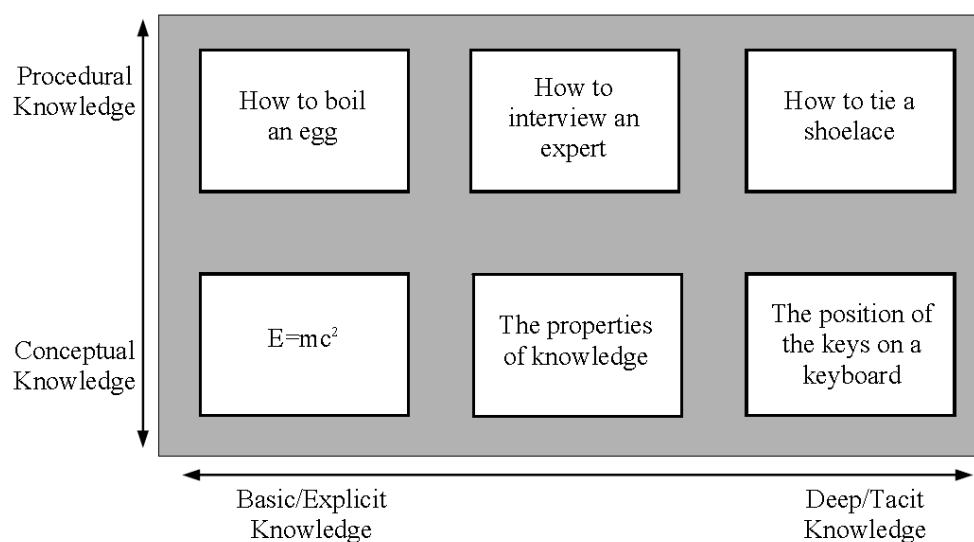 Procedural
Knowledge
How to boil
an egg
How to
interview an
expert
How to tie a
shoelace
Conceptual
Knowledge
E=mc²
The properties
of knowledge
The position of
the keys on a
keyboard
Basic/Explicit
Knowledge
Deep/Tacit
Knowledge